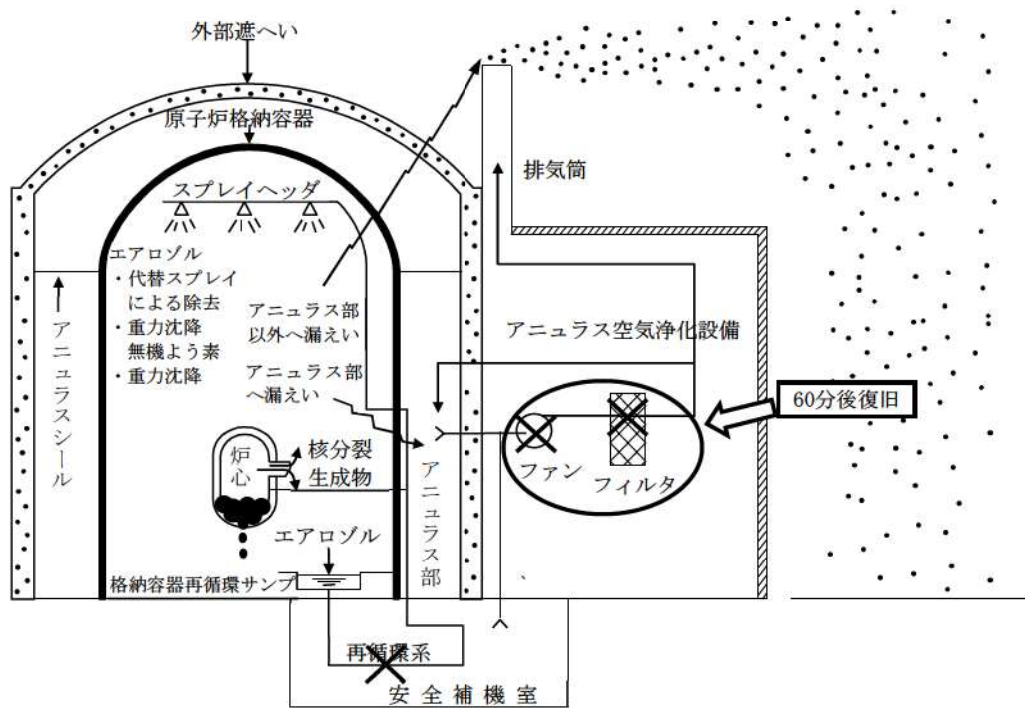 外部遮へい
原子炉格納容器
スプレイヘッダ
排気筒
エアロゾル
・代替スプレイ
による除去
・重力沈降
無機よう素
・重力沈降
アニュラス部
以外へ漏えい
アニュラス部
へ漏えい
アニュラスシール
アニュラス空気浄化設備
60分後復旧
炉心
核分裂
生成物
ファン
フィルタ
アニュラス部
エアロゾル
格納容器再循環サンプ
再循環系
安全補機室